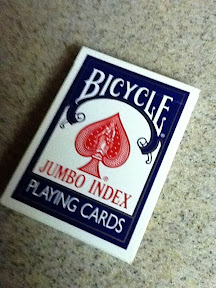 BICYCLE®
®
JUMBO INDEX
PLAYING CARDS